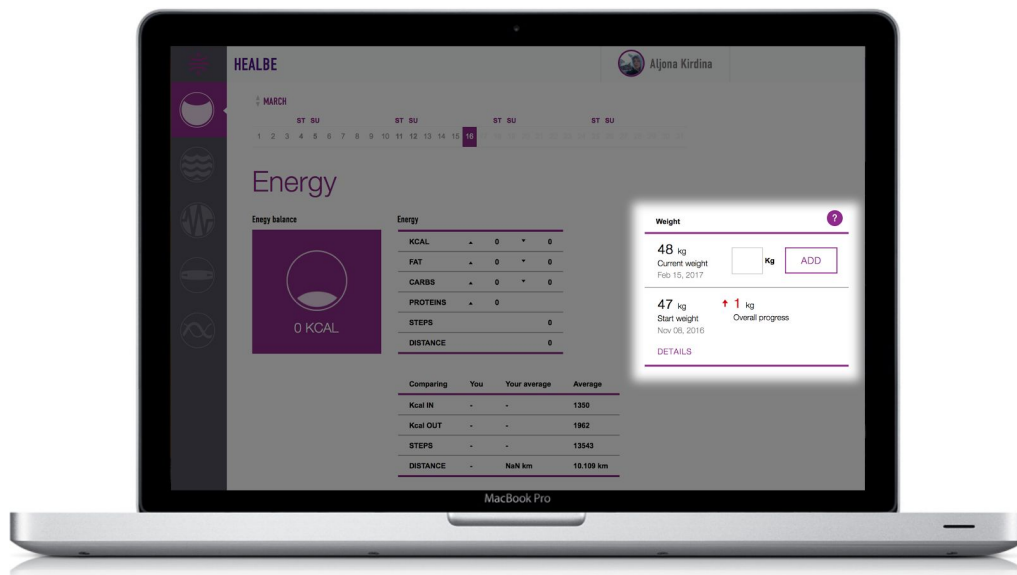 HEALBE
Aljona Kirdina
MARCH
ST SU ST SU ST SU ST SU
1 2 3 4 5 6 7 8 9 10 11 12 13 14 15 16
Energy
Enegy balance
0 KCAL
Energy
KCAL 0 0
FAT 0 0
CARBS 0 0
PROTEINS 0
STEPS 0
DISTANCE 0
Comparing You Your average Average
Kcal IN - - 1350
Kcal OUT - - 1962
STEPS - - 13543
DISTANCE - NaN km 10.109 km
Weight ?
48 kg
Current weight
Feb 15, 2017
Kg ADD
47 kg 1 kg
Start weight Overall progress
Nov 08, 2016
DETAILS
MacBook Pro